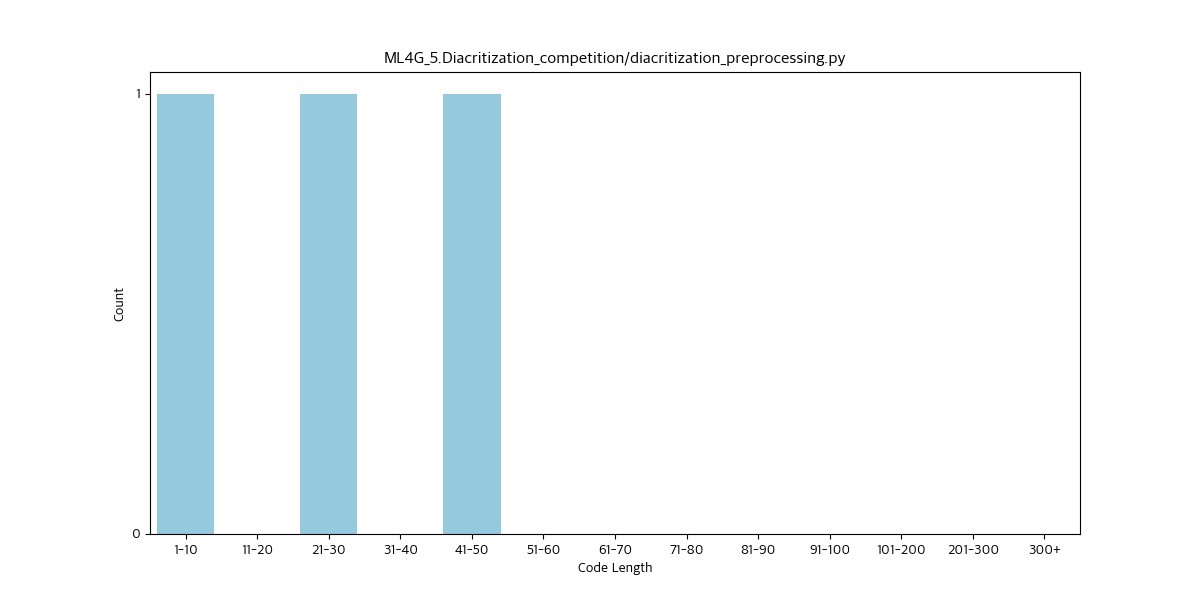 ML4G_5.Diacritization_competition/diacritization_preprocessing.py
1
Count
0
1-10 11-20 21-30 31-40 41-50 51-60 61-70 71-80 81-90 91-100 101-200 201-300 300+
Code Length